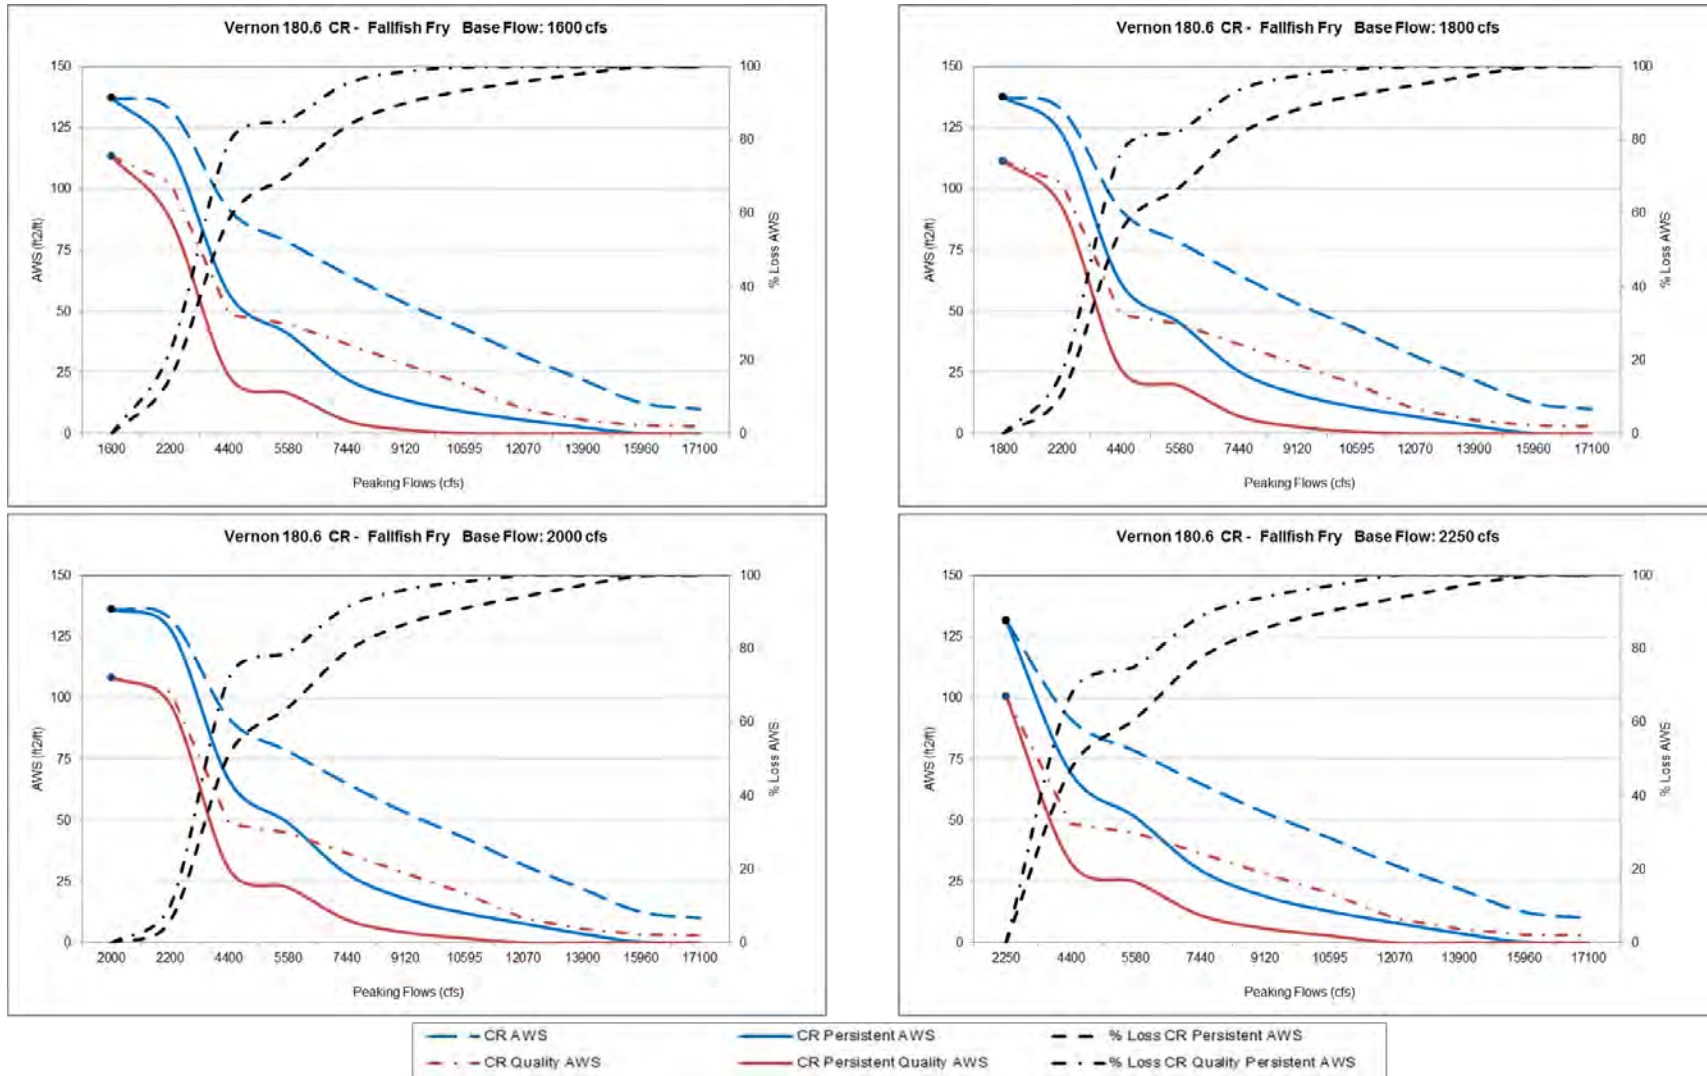 Vernon 180.6 CR - Fallfish Fry Base Flow: 1600 cfs
150 125 100 75 50 25 0
AWS (ft2/ft)
100 80 60 40 20 0
% Loss AWS
1600 2200 4400 5580 7440 9120 10595 12070 13900 15960 17100
Peaking Flows (cfs)
Vernon 180.6 CR - Fallfish Fry Base Flow: 1800 cfs
150 125 100 75 50 25 0
AWS (ft2/ft)
100 80 60 40 20 0
% Loss AWS
1800 2200 4400 5580 7440 9120 10595 12070 13900 15960 17100
Peaking Flows (cfs)
Vernon 180.6 CR - Fallfish Fry Base Flow: 2000 cfs
150 125 100 75 50 25 0
AWS (ft2/ft)
100 80 60 40 20 0
% Loss AWS
2000 2200 4400 5580 7440 9120 10595 12070 13900 15960 17100
Peaking Flows (cfs)
Vernon 180.6 CR - Fallfish Fry Base Flow: 2250 cfs
150 125 100 75 50 25 0
AWS (ft2/ft)
100 80 60 40 20 0
% Loss AWS
2250 4400 5580 7440 9120 10595 12070 13900 15960 17100
Peaking Flows (cfs)
CR AWS CR Persistent AWS % Loss CR Persistent AWS
CR Quality AWS CR Persistent Quality AWS % Loss CR Quality Persistent AWS